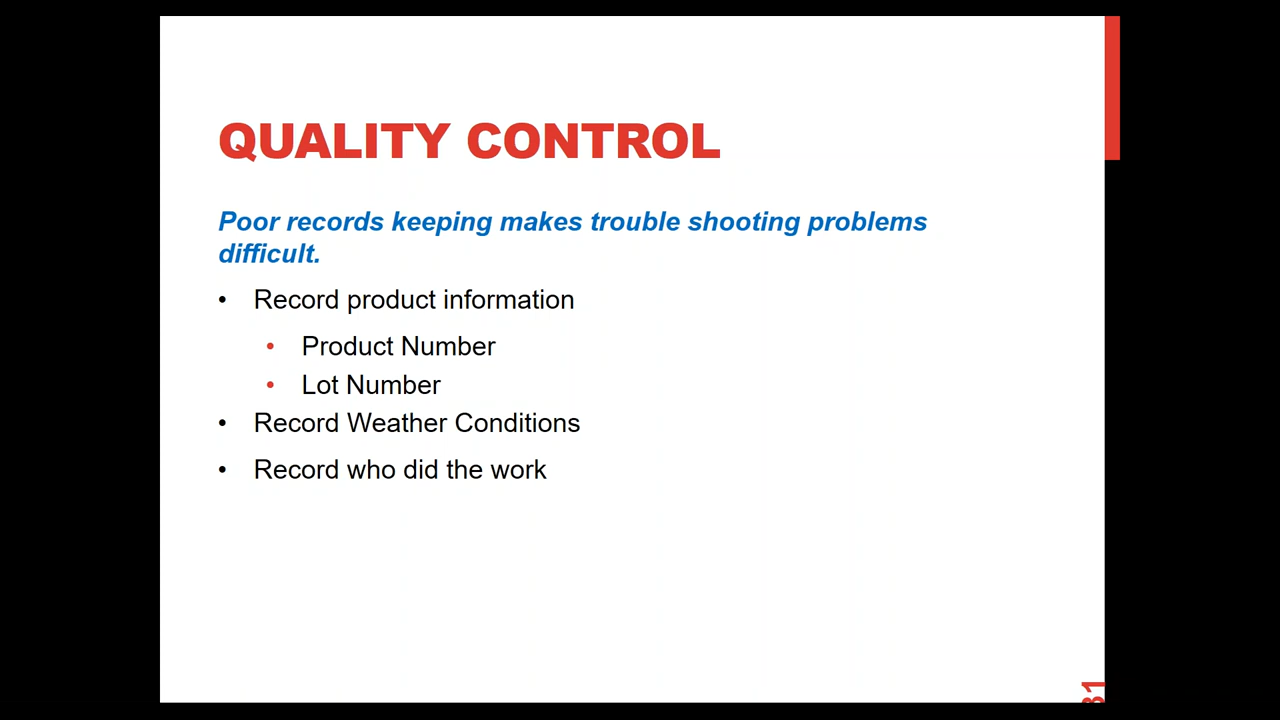 QUALITY CONTROL
Poor records keeping makes trouble shooting problems
difficult.
• Record product information
• Product Number
• Lot Number
• Record Weather Conditions
• Record who did the work